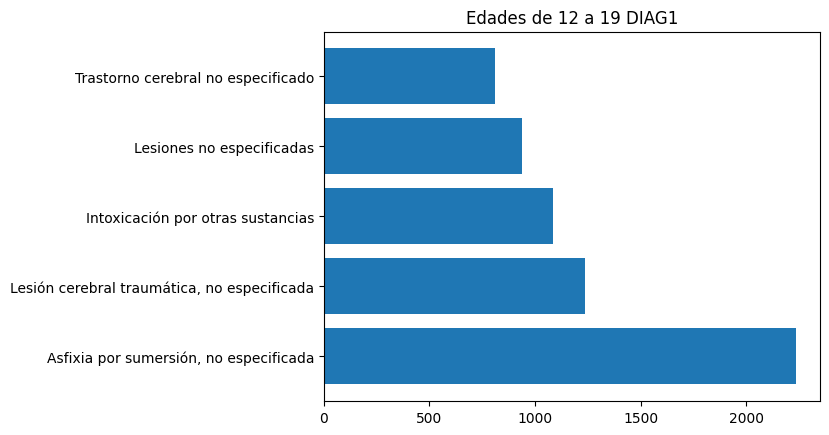 Edades de 12 a 19 DIAG1
Trastorno cerebral no especificado
Lesiones no especificadas
Intoxicación por otras sustancias
Lesión cerebral traumática, no especificada
Asfixia por sumersión, no especificada
0 500 1000 1500 2000